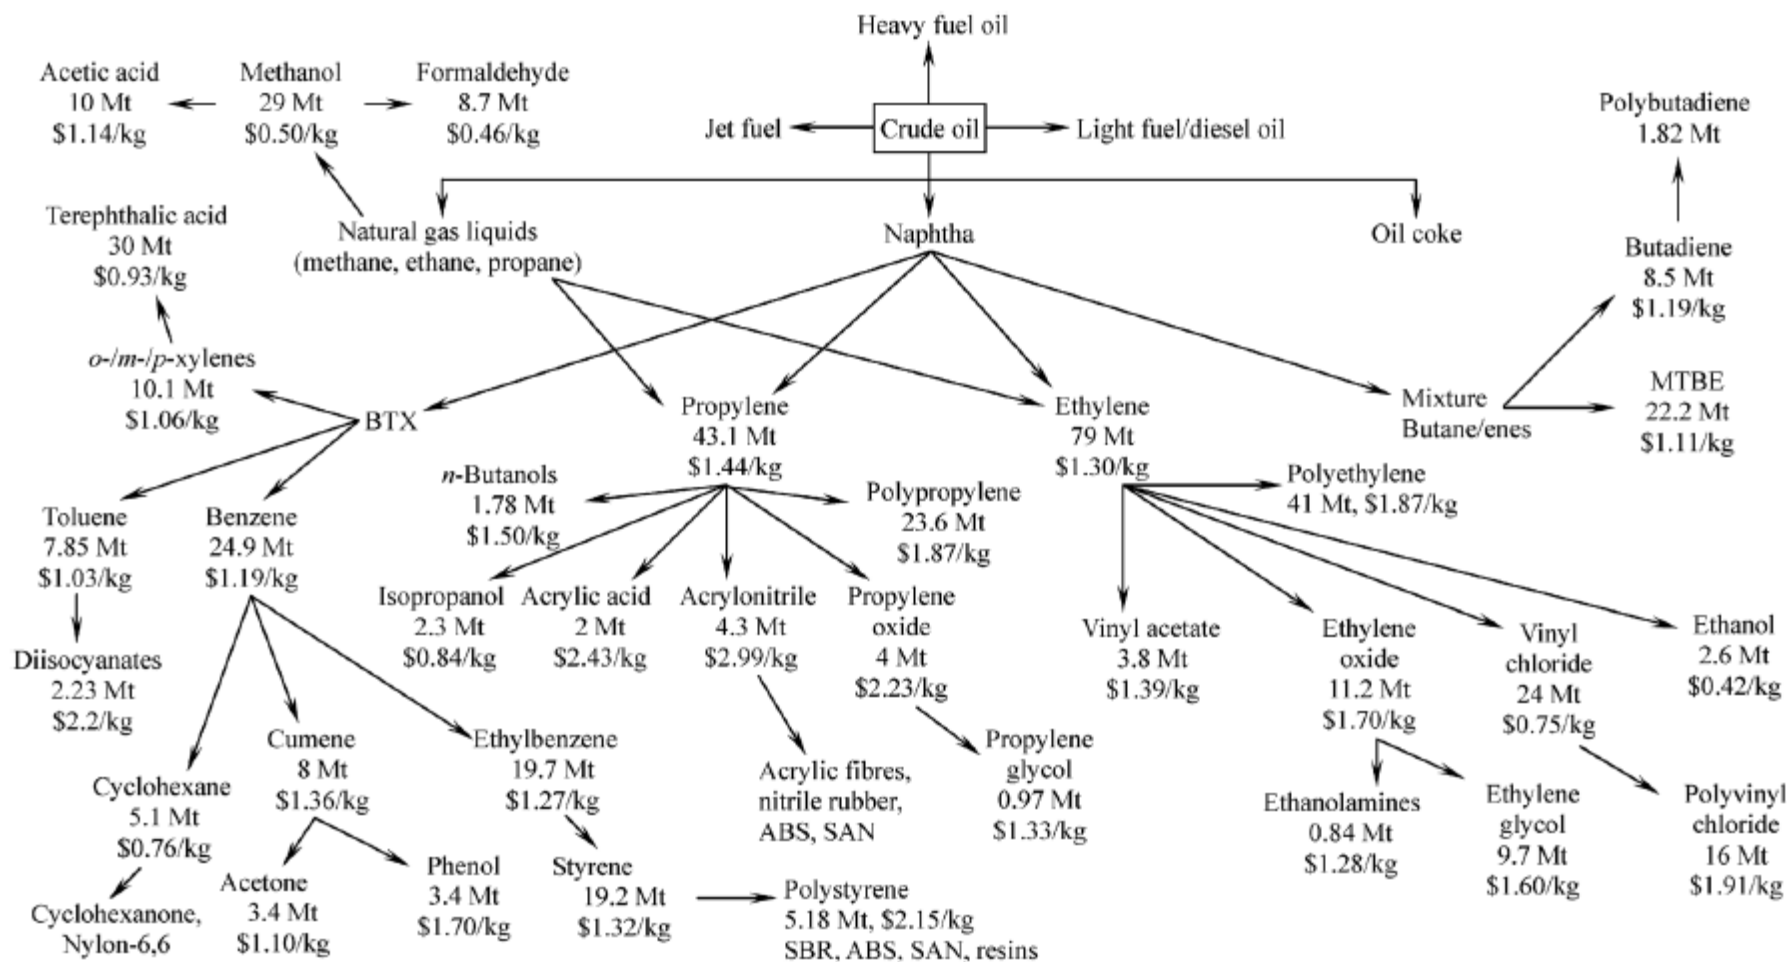 Heavy fuel oil
Acetic acid
10 Mt
$1.14/kg
Methanol
29 Mt
$0.50/kg
Formaldehyde
8.7 Mt
$0.46/kg
Jet fuel
Crude oil
Light fuel/diesel oil
Polybutadiene
1.82 Mt
Terephthalic acid
30 Mt
$0.93/kg
Natural gas liquids
(methane, ethane, propane)
Naphtha
Oil coke
Butadiene
8.5 Mt
$1.19/kg
o-/m-/p-xylenes
10.1 Mt
$1.06/kg
BTX
Propylene
43.1 Mt
$1.44/kg
Ethylene
79 Mt
$1.30/kg
Mixture
Butane/enes
MTBE
22.2 Mt
$1.11/kg
Toluene
7.85 Mt
$1.03/kg
Benzene
24.9 Mt
$1.19/kg
n-Butanols
1.78 Mt
$1.50/kg
Polypropylene
23.6 Mt
$1.87/kg
Polyethylene
41 Mt, $1.87/kg
Isopropanol
2.3 Mt
$0.84/kg
Acrylic acid
2 Mt
$2.43/kg
Acrylonitrile
4.3 Mt
$2.99/kg
Propylene
oxide
4 Mt
$2.23/kg
Vinyl acetate
3.8 Mt
$1.39/kg
Ethylene
oxide
11.2 Mt
$1.70/kg
Vinyl
chloride
24 Mt
$0.75/kg
Ethanol
2.6 Mt
$0.42/kg
Diisocyanates
2.23 Mt
$2.2/kg
Cyclohexane
5.1 Mt
$0.76/kg
Cumene
8 Mt
$1.36/kg
Ethylbenzene
19.7 Mt
$1.27/kg
Acrylic fibres,
nitrile rubber,
ABS, SAN
Propylene
glycol
0.97 Mt
$1.33/kg
Ethanolamines
0.84 Mt
$1.28/kg
Ethylene
glycol
9.7 Mt
$1.60/kg
Polyvinyl
chloride
16 Mt
$1.91/kg
Cyclohexanone,
Nylon-6,6
Acetone
3.4 Mt
$1.10/kg
Phenol
3.4 Mt
$1.70/kg
Styrene
19.2 Mt
$1.32/kg
Polystyrene
5.18 Mt, $2.15/kg
SBR, ABS, SAN, resins